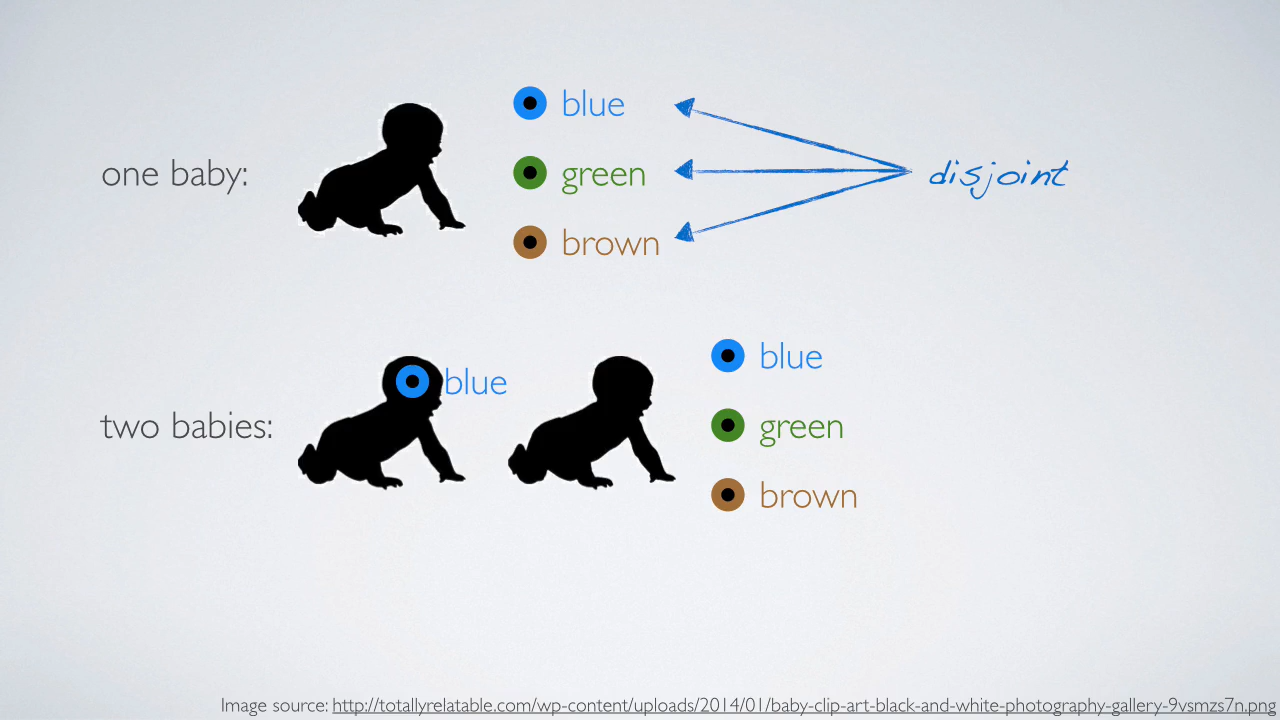 blue
one baby:
green
disjoint
brown
blue
blue
two babies:
green
brown
Image source: http://totallyrelatable.com/wp-content/uploads/2014/01/baby-clip-art-black-and-white-photography-gallery-9vsmzs7n.png